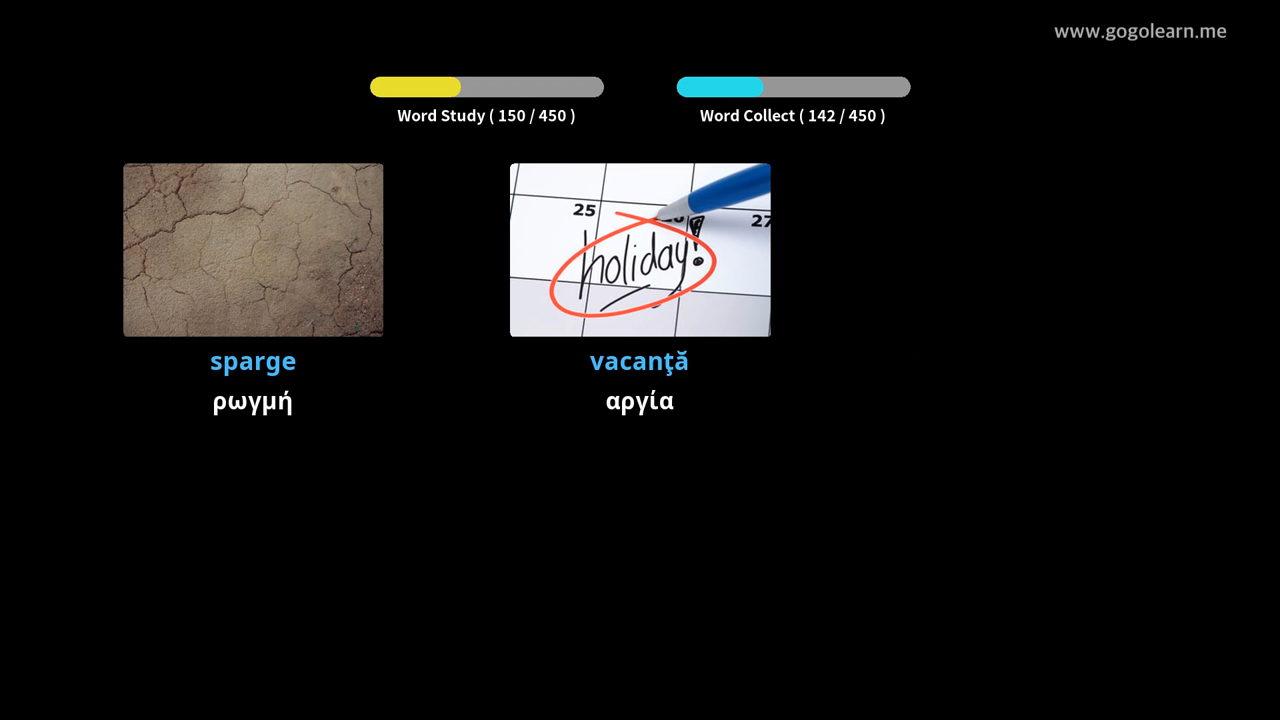 www.gogolearn.me
Word Study ( 150 / 450 )
Word Collect ( 142 / 450 )
25
27
holiday!
sparge
vacanţă
ρωγμή
αργία